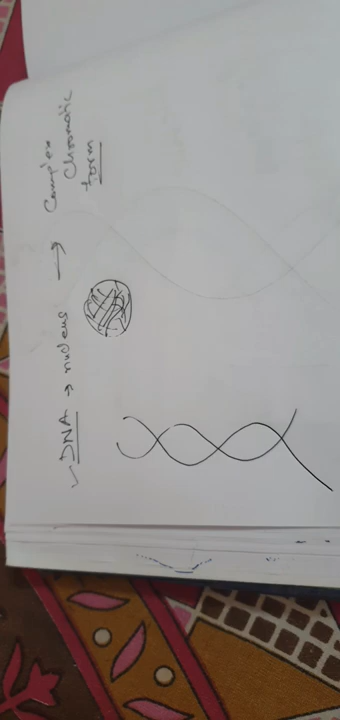 DNA → nucleus → Complex
Chromatic
form